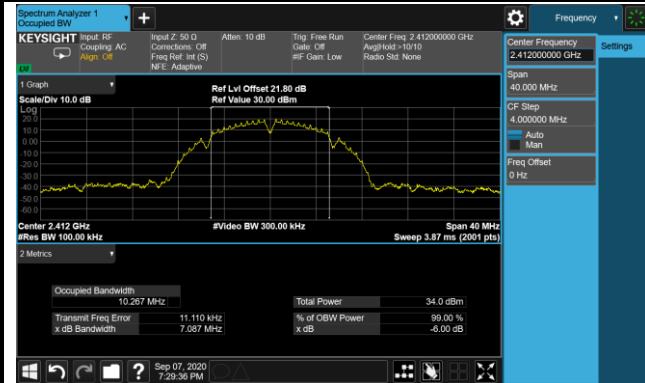 Spectrum Analyzer 1
Occupied BW
Frequency
KEYSIGHT
Input: RF
Coupling: AC
Align: Off
Input Z: 50 Ω
Corrections: Off
Freq Ref: Int (S)
NFE: Adaptive
Atten: 10 dB
Trig: Free Run
Gate: Off
#IF Gain: Low
Center Freq: 2.412000000 GHz
Avg|Hold:>10/10
Radio Std: None
Center Frequency
2.412000000 GHz
Settings
Span
40.000 MHz
CF Step
4.000000 MHz
Auto
Man
Freq Offset
0 Hz
1 Graph
Scale/Div 10.0 dB
Ref Lvl Offset 21.80 dB
Ref Value 30.00 dBm
Log
20.0
10.0
0.00
-10.0
-20.0
-30.0
-40.0
-50.0
-60.0
Center 2.412 GHz
#Res BW 100.00 kHz
#Video BW 300.00 kHz
Span 40 MHz
Sweep 3.87 ms (2001 pts)
2 Metrics
Occupied Bandwidth
10.267 MHz
Total Power 34.0 dBm
Transmit Freq Error 11.110 kHz
% of OBW Power 99.00 %
x dB Bandwidth 7.087 MHz
x dB -6.00 dB
?
Sep 07, 2020
7:29:36 PM